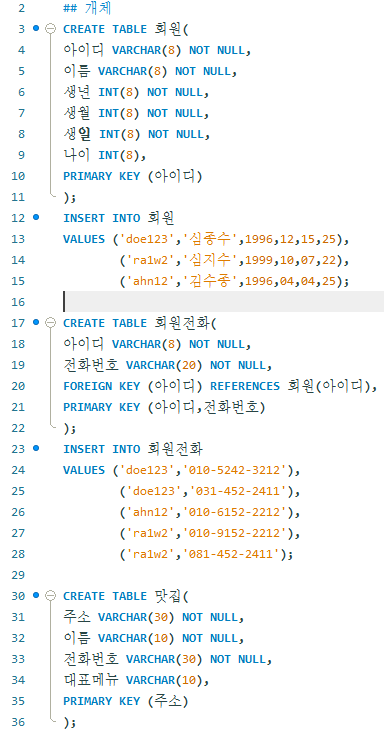 2 ## 개체
3 CREATE TABLE 회원(
4 아이디 VARCHAR(8) NOT NULL,
5 이름 VARCHAR(8) NOT NULL,
6 생년 INT(8) NOT NULL,
7 생월 INT(8) NOT NULL,
8 생일 INT(8) NOT NULL,
9 나이 INT(8),
10 PRIMARY KEY (아이디)
11 );
12 INSERT INTO 회원
13 VALUES ('doe123','심종수',1996,12,15,25),
14 ('ra1w2','심지수',1999,10,07,22),
15 ('ahn12','김수종',1996,04,04,25);
16
17 CREATE TABLE 회원전화(
18 아이디 VARCHAR(8) NOT NULL,
19 전화번호 VARCHAR(20) NOT NULL,
20 FOREIGN KEY (아이디) REFERENCES 회원(아이디),
21 PRIMARY KEY (아이디,전화번호)
22 );
23 INSERT INTO 회원전화
24 VALUES ('doe123','010-5242-3212'),
25 ('doe123','031-452-2411'),
26 ('ahn12','010-6152-2212'),
27 ('ra1w2','010-9152-2212'),
28 ('ra1w2','081-452-2411');
29
30 CREATE TABLE 맛집(
31 주소 VARCHAR(30) NOT NULL,
32 이름 VARCHAR(10) NOT NULL,
33 전화번호 VARCHAR(30) NOT NULL,
34 대표메뉴 VARCHAR(10),
35 PRIMARY KEY (주소)
36 );